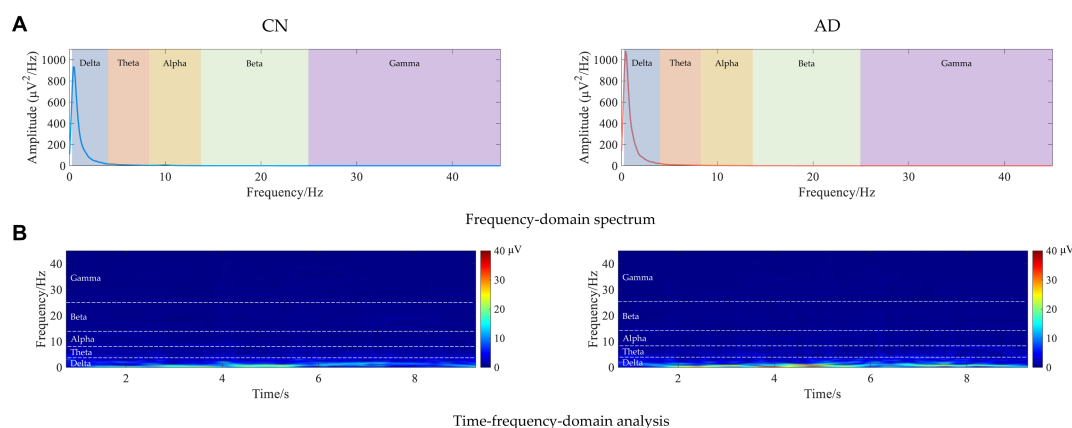 A
CN
AD
Amplitude (µV²/Hz)
1000
800
600
400
200
0
Delta Theta Alpha Beta Gamma
0 10 20 30 40
Frequency/Hz
Amplitude (µV²/Hz)
1000
800
600
400
200
0
Delta Theta Alpha Beta Gamma
0 10 20 30 40
Frequency/Hz
Frequency-domain spectrum
B
Frequency/Hz
40
30
20
10
0
Gamma
Beta
Alpha
Theta
Delta
2 4 6 8
Time/s
40 µV
30
20
10
0
Frequency/Hz
40
30
20
10
0
Gamma
Beta
Alpha
Theta
Delta
2 4 6 8
Time/s
40 µV
30
20
10
0
Time-frequency-domain analysis